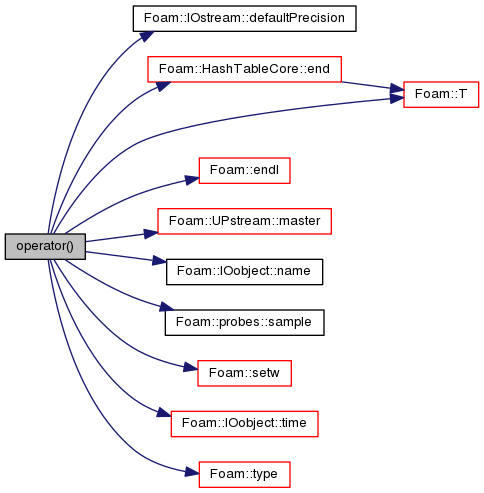 Foam::IOstream::defaultPrecision
Foam::HashTableCore::end
Foam::T
Foam::endl
Foam::UPstream::master
operator()
Foam::IOobject::name
Foam::probes::sample
Foam::setw
Foam::IOobject::time
Foam::type